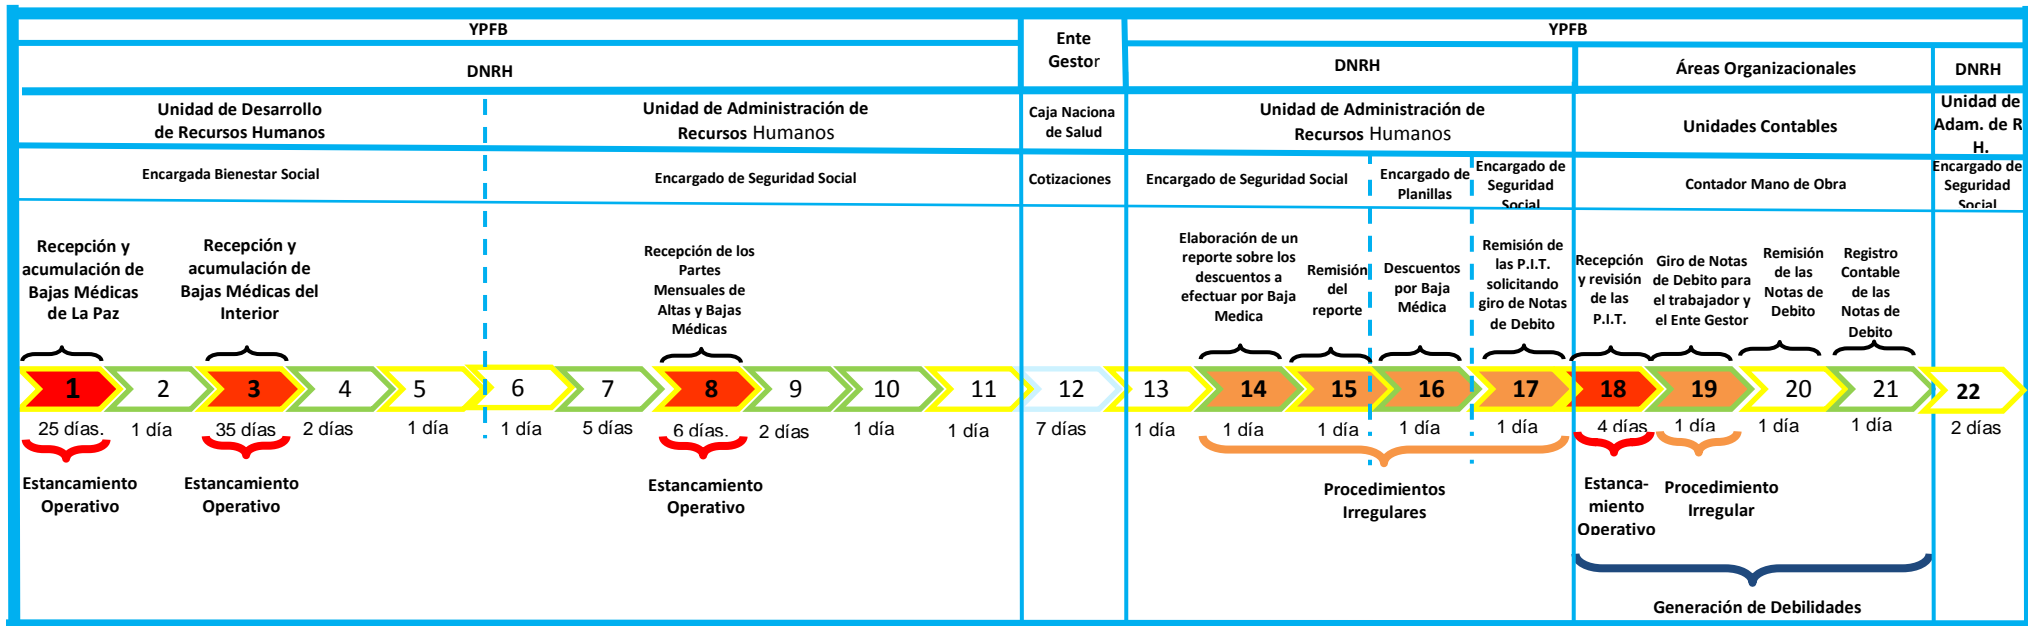 YPFB
Ente
Gestor
YPFB
DNRH
DNRH
Áreas Organizacionales
DNRH
Unidad de Desarrollo
de Recursos Humanos
Unidad de Administración de
Recursos Humanos
Caja Naciona
de Salud
Unidad de Administración de
Recursos Humanos
Unidades Contables
Unidad de
Adam. de R
H.
Encargada Bienestar Social
Encargado de Seguridad Social
Cotizaciones
Encargado de Seguridad Social
Encargado de
Planillas
Encargado de
Seguridad
Social
Contador Mano de Obra
Encargado de
Seguridad
Social
Recepción y
acumulación de
Bajas Médicas
de La Paz
Recepción y
acumulación de
Bajas Médicas del
Interior
Recepción de los
Partes
Mensuales de
Altas y Bajas
Médicas
Elaboración de un
reporte sobre los
descuentos a
efectuar por Baja
Medica
Remisión
del
reporte
Descuentos
por Baja
Médica
Remisión de
las P.I.T.
solicitando
giro de Notas
de Debito
Recepción
y revisión
de las
P.I.T.
Giro de Notas
de Debito para
el trabajador y
el Ente Gestor
Remisión
de las
Notas de
Debito
Registro
Contable
de las
Notas de
Debito
1 2 3 4 5 6 7 8 9 10 11 12 13 14 15 16 17 18 19 20 21 22
25 días. 1 día 35 días 2 días 1 día 1 día 5 días 6 días. 2 días 1 día 1 día 7 días 1 día 1 día 1 día 1 día 1 día 4 días 1 día 1 día 1 día 2 días
Estancamiento
Operativo
Estancamiento
Operativo
Estancamiento
Operativo
Procedimientos
Irregulares
Estanca-
miento
Operativo
Procedimiento
Irregular
Generación de Debilidades